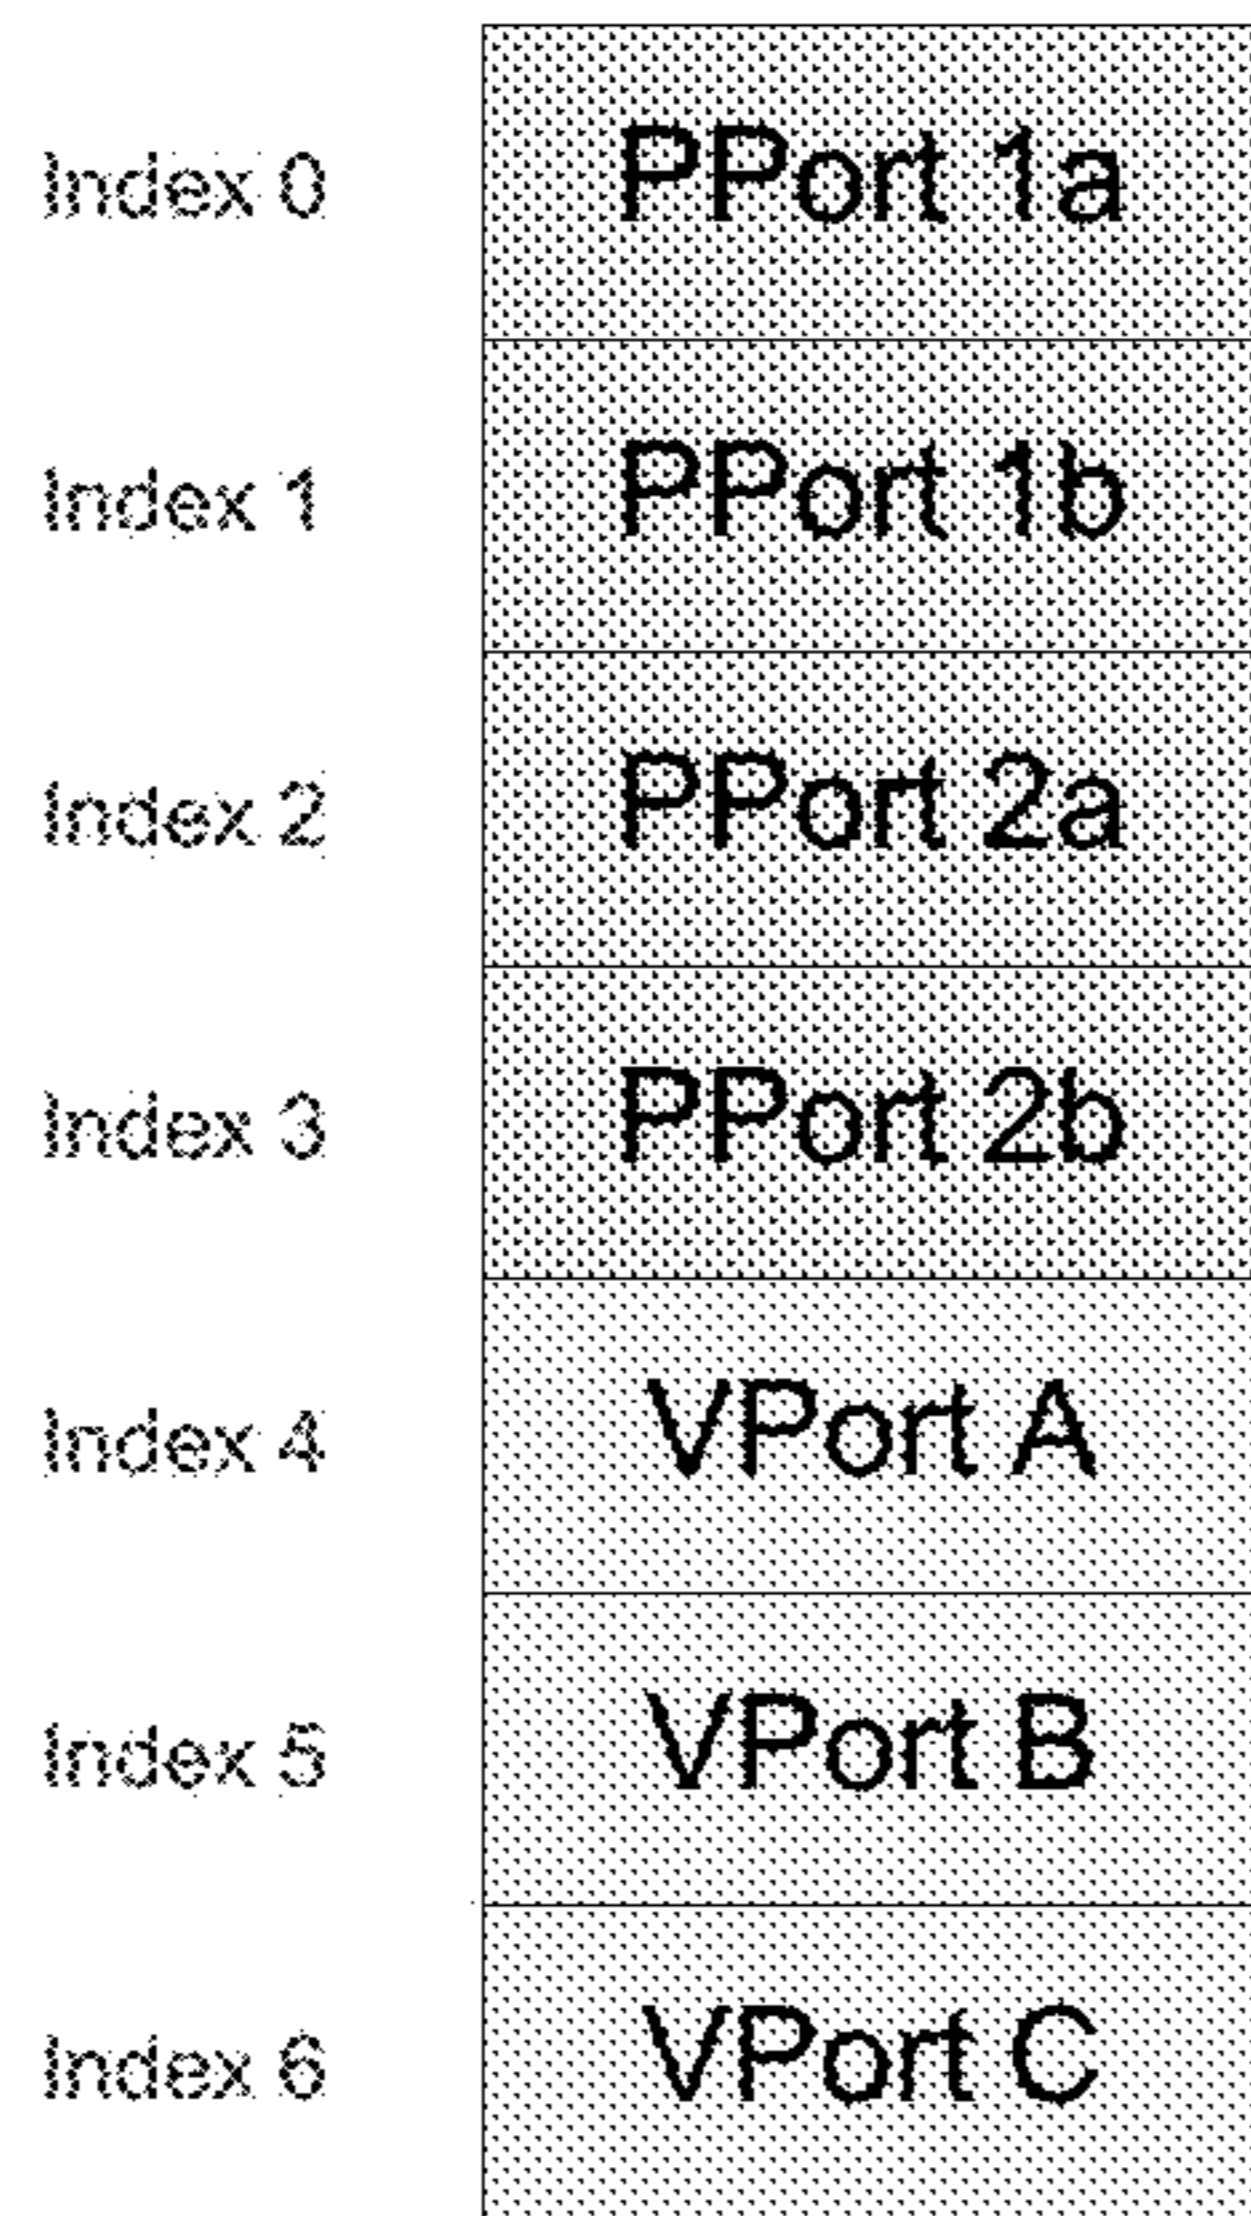 Index 0 PPort 1a
Index 1 PPort 1b
Index 2 PPort 2a
Index 3 PPort 2b
Index 4 VPort A
Index 5 VPort B
Index 6 VPort C